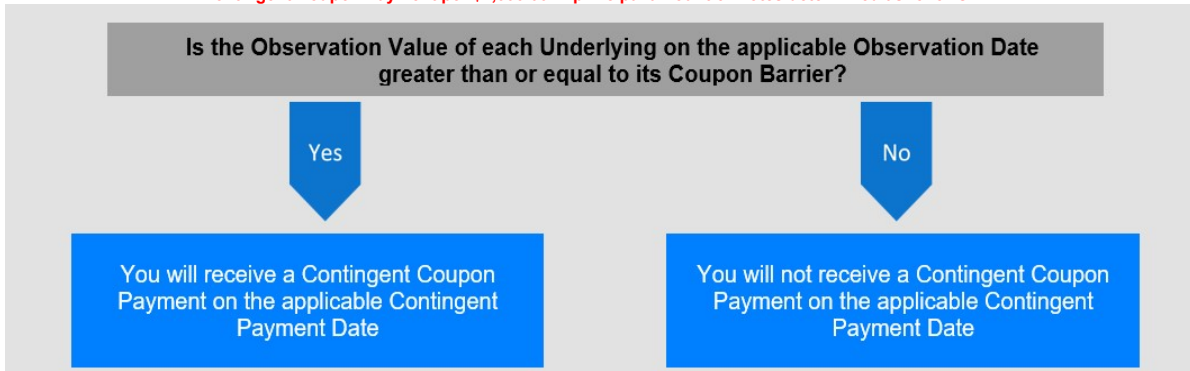 Is the Observation Value of each Underlying on the applicable Observation Date
greater than or equal to its Coupon Barrier?
Yes
No
You will receive a Contingent Coupon
Payment on the applicable Contingent
Payment Date
You will not receive a Contingent Coupon
Payment on the applicable Contingent
Payment Date